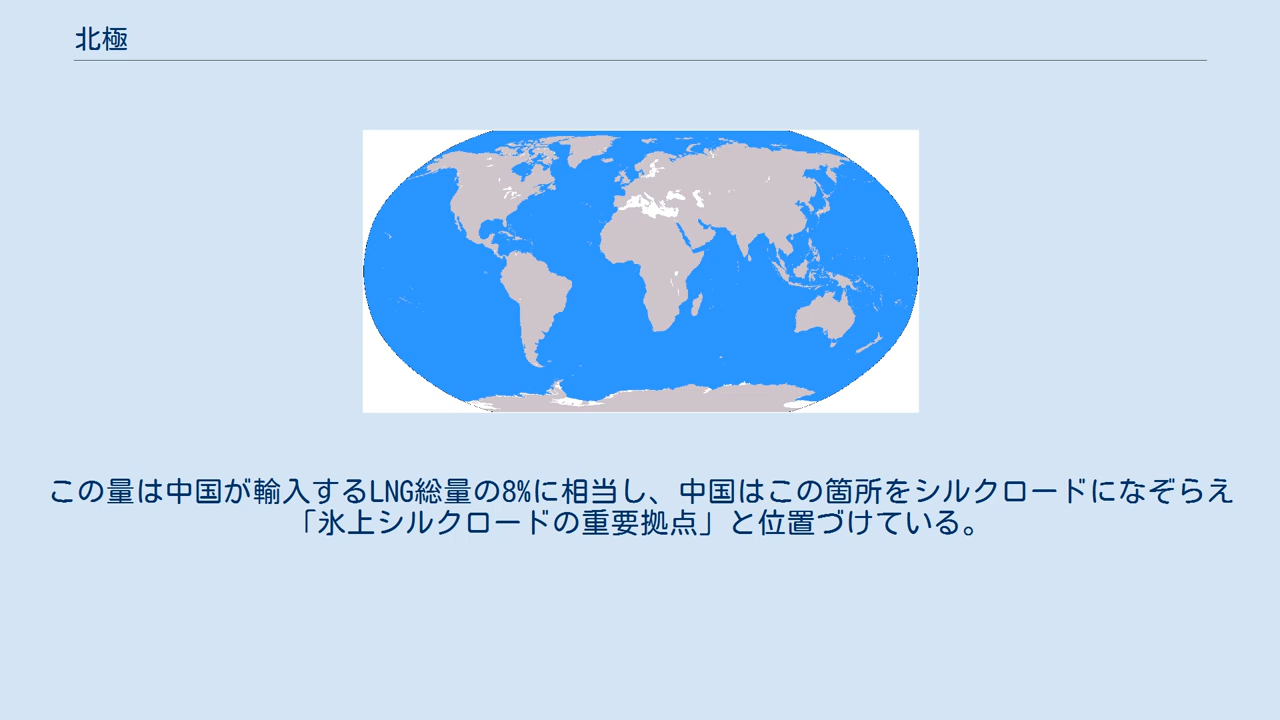 北極
この量は中国が輸入するLNG総量の8%に相当し、中国はこの箇所をシルクロードになぞらえ
「氷上シルクロードの重要拠点」と位置づけている。